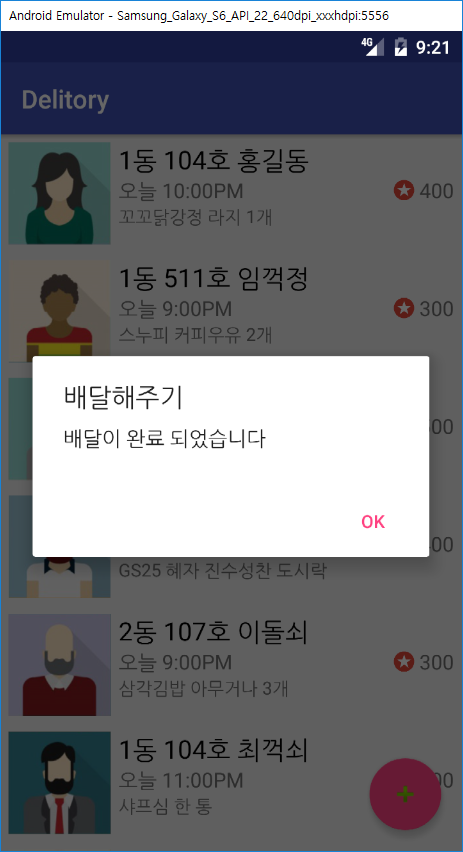 Android Emulator - Samsung_Galaxy_S6_API_22_640dpi_xxxhdpi:5556
4G 9:21
Delitory
1동 104호 홍길동
오늘 10:00PM
400
꼬꼬닭강정 라지 1개
1동 511호 임꺽정
오늘 9:00PM
300
스누피 커피우유 2개
배달해주기
배달이 완료 되었습니다
OK
GS25 혜자 진수성찬 도시락
2동 107호 이돌쇠
오늘 9:00PM
300
삼각김밥 아무거나 3개
1동 104호 최꺽쇠
오늘 11:00PM
샤프심 한 통